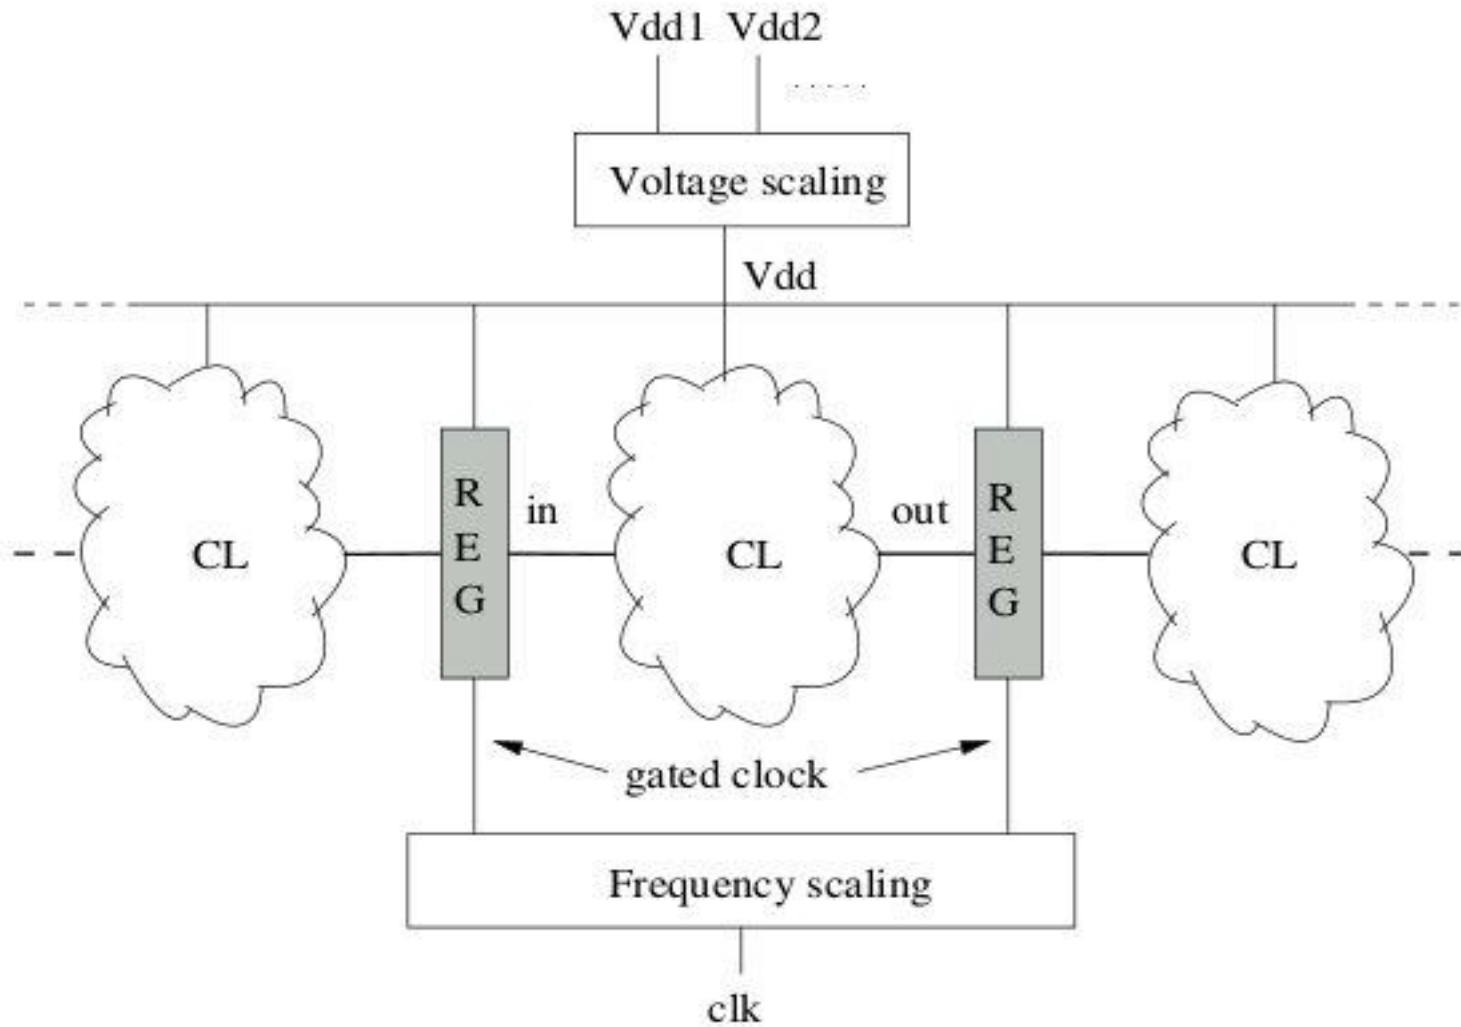 Vdd1 Vdd2
.....
Voltage scaling
Vdd
R
E
G
in
out
R
E
G
CL
CL
CL
gated clock
Frequency scaling
clk